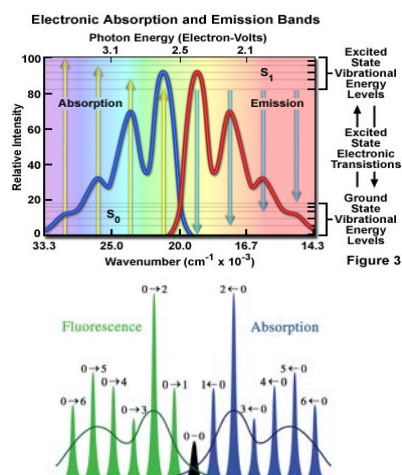 Electronic Absorption and Emission Bands
Photon Energy (Electron-Volts)
3.1 2.5 2.1
100
80
60
40
20
0
Relative Intensity
Absorption
Emission
S1
S0
33.3 25.0 20.0 16.7 14.3
Wavenumber (cm-1 x 10-3)
Excited
State
Vibrational
Energy
Levels
Excited
State
Electronic
Transistions
Ground
State
Vibrational
Energy
Levels
Figure 3
Fluorescence
Absorption
0→2 2←0
0→5 5←0
0→6 0→4 0→1 1←0 4←0 6←0
0→3 3←0
0-0